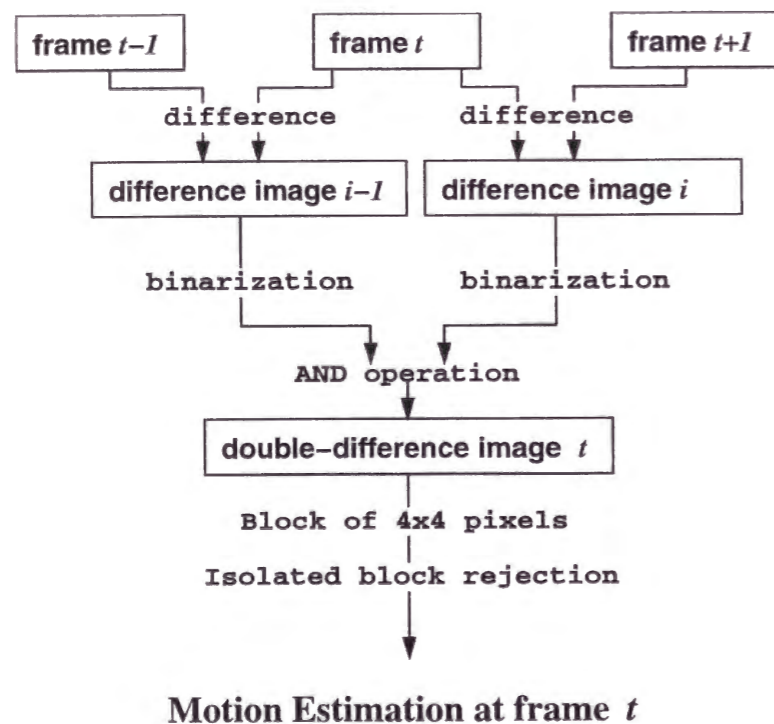 frame t−1 frame t frame t+1
difference difference
difference image i−1 difference image i
binarization binarization
AND operation
double−difference image t
Block of 4x4 pixels
Isolated block rejection
Motion Estimation at frame t